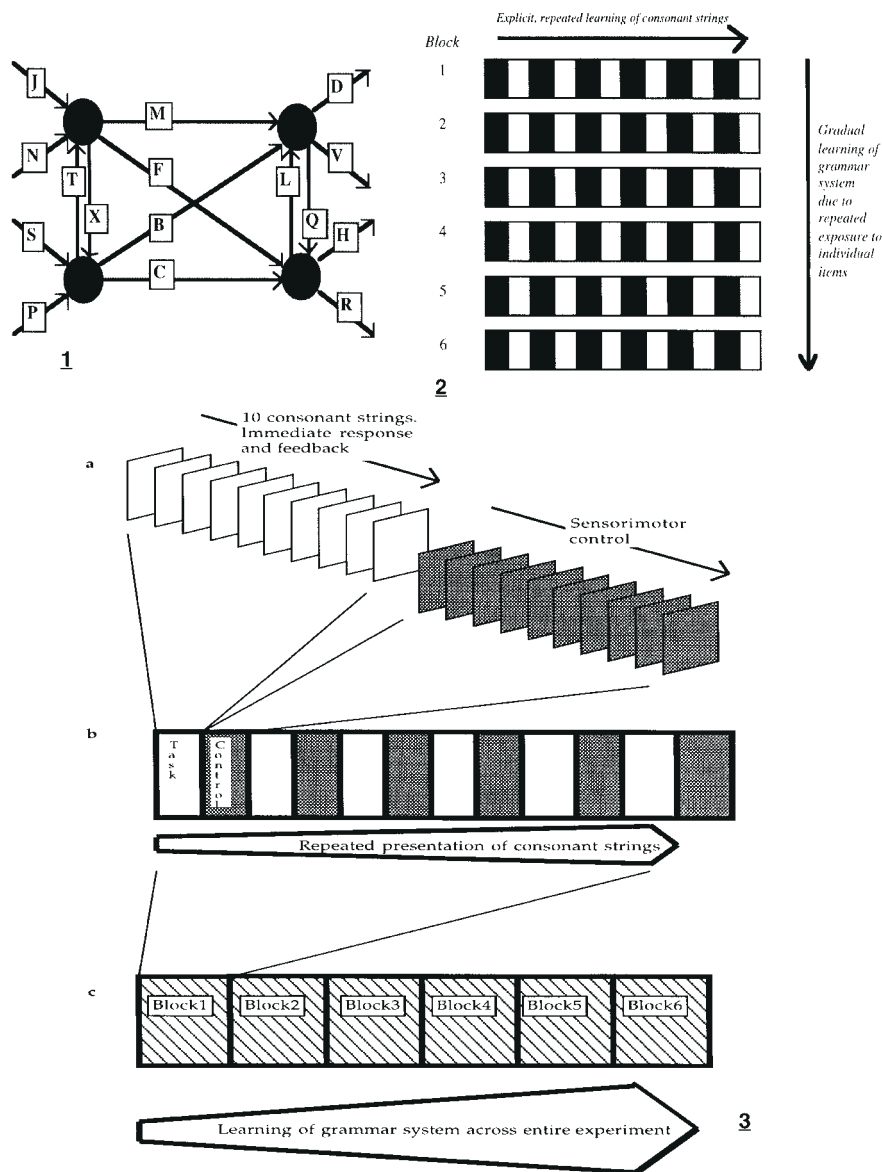 J
M
D
N
F
V
T
L
X
B
Q
S
H
C
P
R
1
Explicit, repeated learning of consonant strings
Block
1
2
3
4
5
6
Gradual
learning of
grammar
system
due to
repeated
exposure to
individual
items
2
10 consonant strings.
Immediate response
and feedback
a
Sensorimotor
control
b
Task
Control
Repeated presentation of consonant strings
c
Block1
Block2
Block3
Block4
Block5
Block6
Learning of grammar system across entire experiment
3